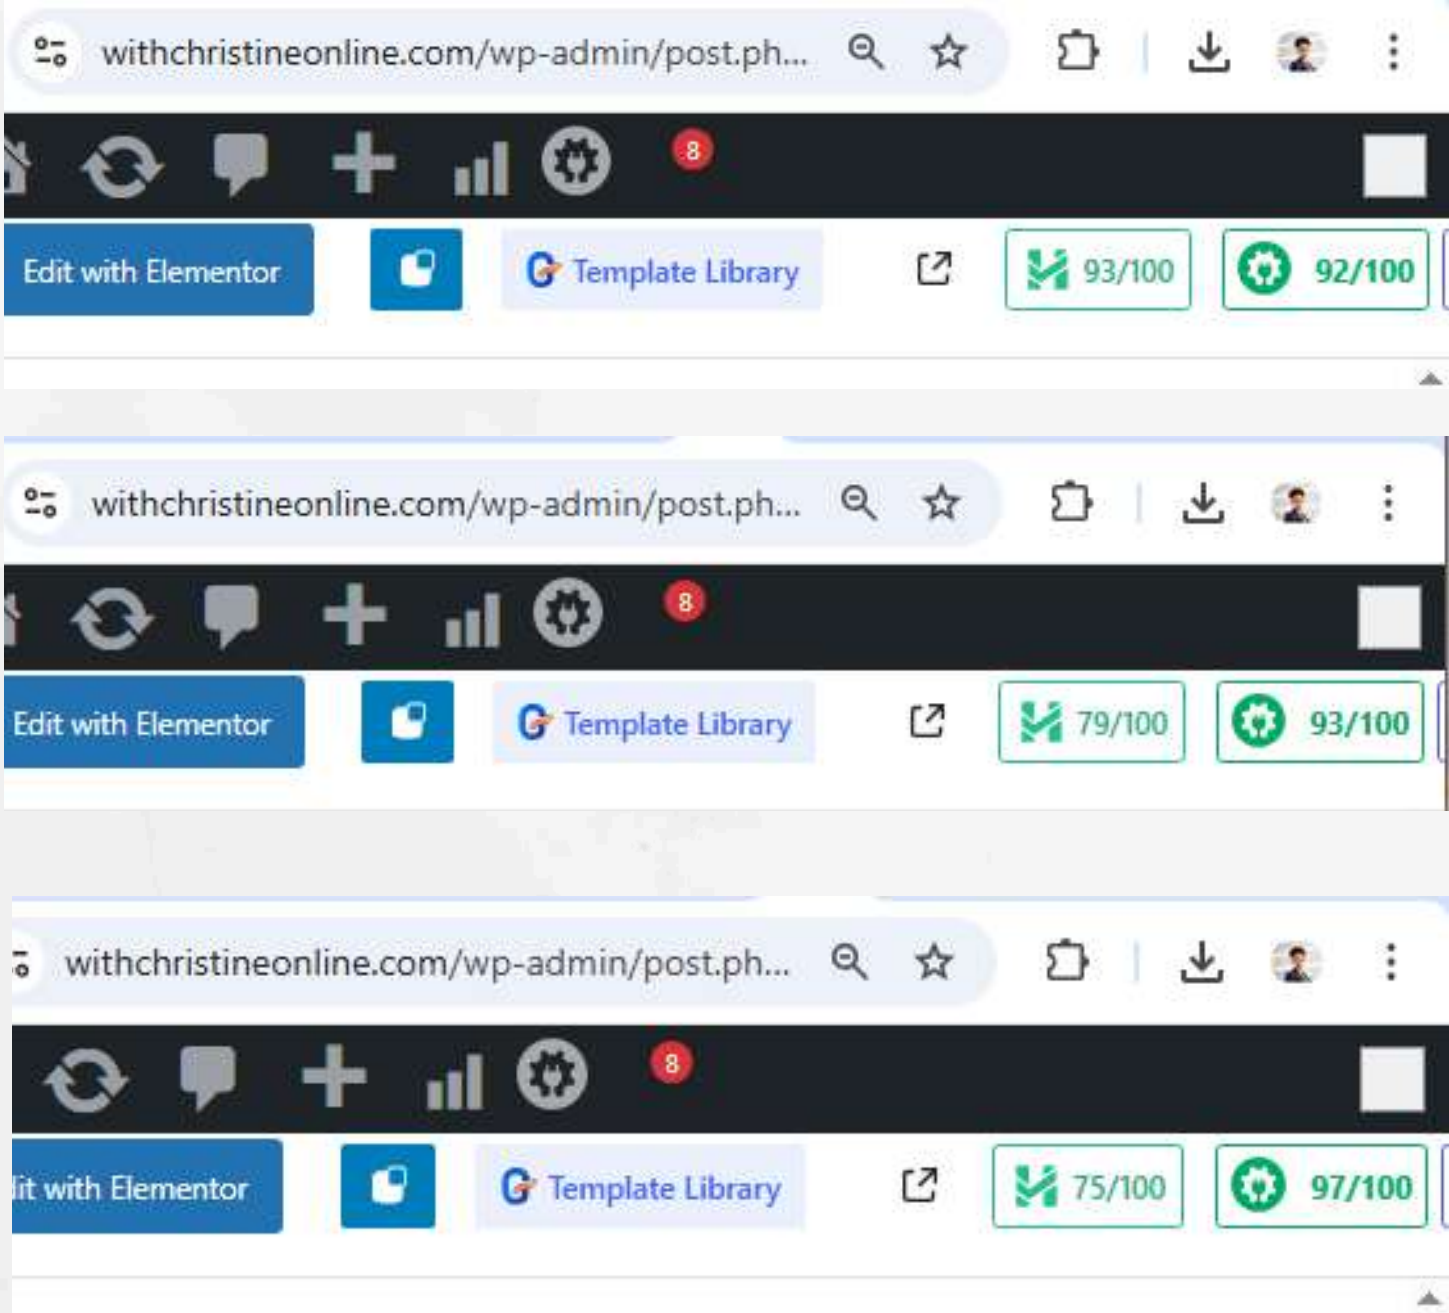 withchristineonline.com/wp-admin/post.ph...
8
Edit with Elementor Template Library 93/100 92/100
withchristineonline.com/wp-admin/post.ph...
8
Edit with Elementor Template Library 79/100 93/100
withchristineonline.com/wp-admin/post.ph...
8
dit with Elementor Template Library 75/100 97/100